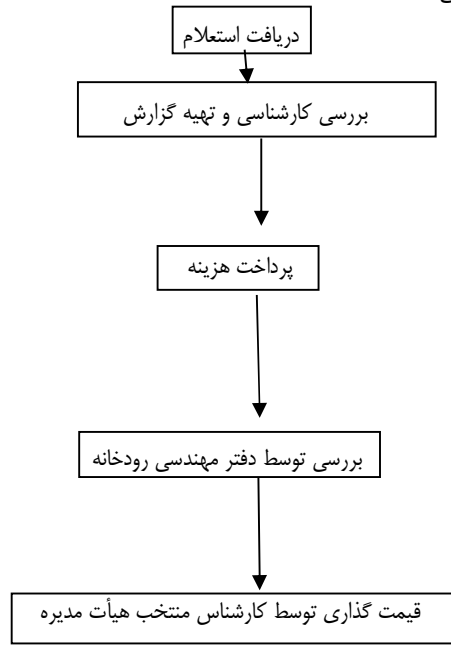 دریافت استعلام
بررسی کارشناسی و تهیه گزارش
پرداخت هزینه
بررسی توسط دفتر مهندسی رودخانه
قیمت گذاری توسط کارشناس منتخب هیأت مدیره